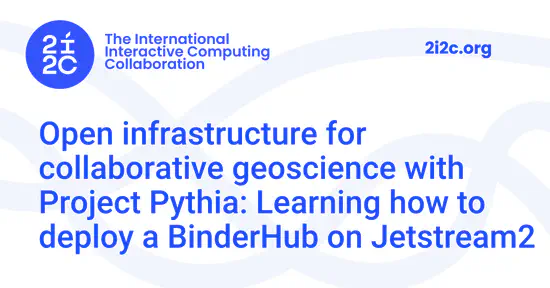 2i
2C
The International
Interactive Computing
Collaboration
2i2c.org
Open infrastructure for
collaborative geoscience with
Project Pythia: Learning how to
deploy a BinderHub on Jetstream2